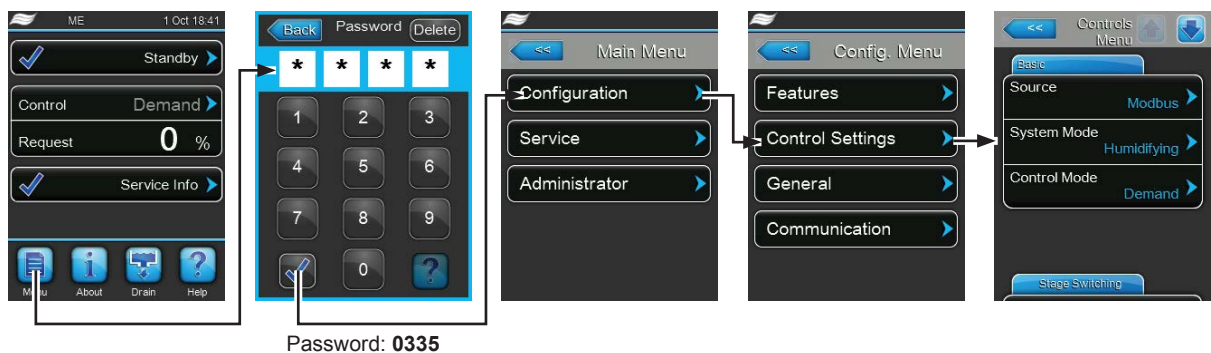 ME 1 Oct 18:41
Standby
Control Demand
Request 0 %
Service Info
Menu About Drain Help
Back Password Delete
* * * *
1 2 3
4 5 6
7 8 9
0 ?
Password: 0335
<< Main Menu
Configuration
Service
Administrator
<< Config. Menu
Features
Control Settings
General
Communication
<< Controls
Menu
Basic
Source
Modbus
System Mode
Humidifying
Control Mode
Demand
Stage Switching